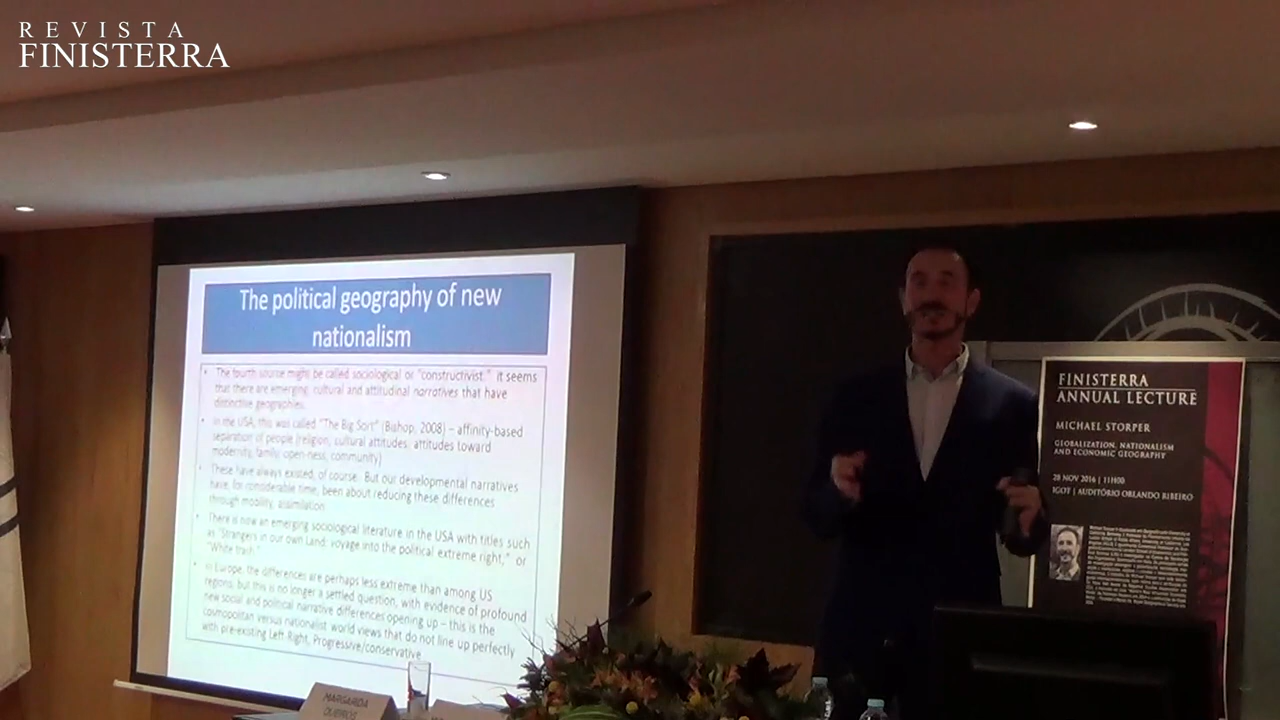 REVISTA
FINISTERRA
The political geography of new
nationalism
• The fourth source might be called sociological or "constructivist." It seems
that there are emerging cultural and attitudinal narratives that have
distinctive geographies.
• In the USA, this was called "The Big Sort" (Bishop, 2008) – affinity-based
separation of people (religion, cultural attitudes, attitudes toward
modernity, family, open-ness, community)
• These have always existed, of course. But our developmental narratives
have, for considerable time, been about reducing these differences
through mobility, assimilation
• There is now an emerging sociological literature in the USA with titles such
as "Strangers in our own Land: voyage into the political extreme right," or
"White trash."
• In Europe, the differences are perhaps less extreme than among US
regions, but this is no longer a settled question, with evidence of profound
new social and political narrative differences opening up – this is the
cosmopolitan versus nationalist world views that do not line up perfectly
with pre-existing Left-Right, Progressive/conservative
FINISTERRA
ANNUAL LECTURE
MICHAEL STORPER
GLOBALIZATION, NATIONALISM
AND ECONOMIC GEOGRAPHY
28 NOV 2016 | 11H00
IGOT | AUDITÓRIO ORLANDO RIBEIRO
MARGARIDA
QUEIRÓS